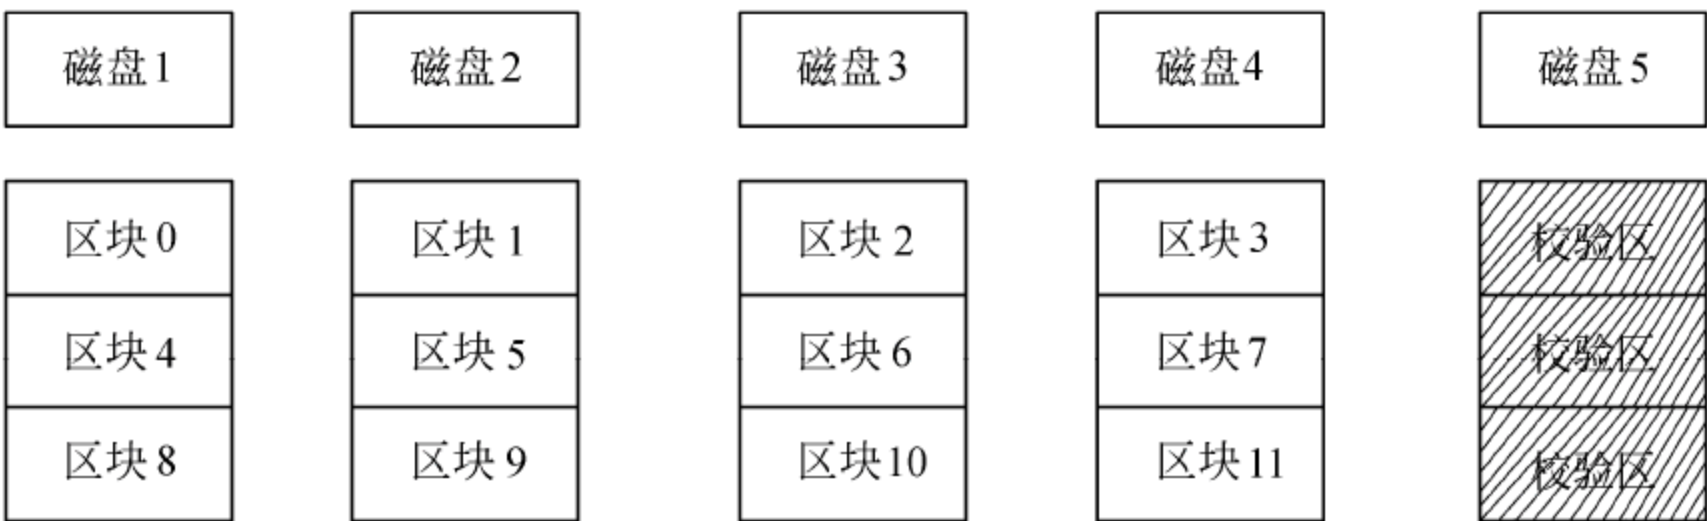 磁盘1 磁盘2 磁盘3 磁盘4 磁盘5
区块0 区块1 区块2 区块3 校验区
区块4 区块5 区块6 区块7 校验区
区块8 区块9 区块10 区块11 校验区